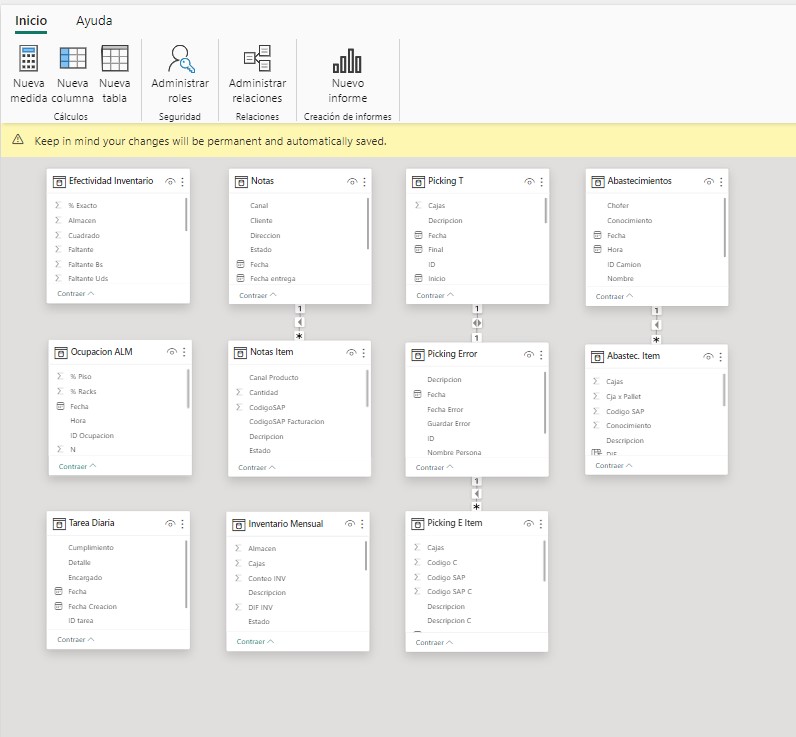 Inicio Ayuda
Nueva medida
Nueva columna
Nueva tabla
Administrar roles
Administrar relaciones
Nuevo informe
Cálculos
Seguridad
Relaciones
Creación de informes
Keep in mind your changes will be permanent and automatically saved.
Efectividad Inventario
% Exacto
Almacen
Cuadrado
Faltante
Faltante Bs
Faltante Uds
Contraer
Notas
Canal
Cliente
Direccion
Estado
Fecha
Fecha entrega
Contraer
Picking T
Cajas
Decripcion
Fecha
Final
ID
Inicio
Contraer
Abastecimientos
Chofer
Conocimiento
Fecha
Hora
ID Camion
Nombre
Contraer
1
*
1
1
1
*
Ocupacion ALM
% Piso
% Racks
Fecha
Hora
ID Ocupacion
N
Contraer
Notas Item
Canal Producto
Cantidad
CodigoSAP
CodigoSAP Facturacion
Decripcion
Estado
Contraer
Picking Error
Decripcion
Fecha
Fecha Error
Guardar Error
ID
Nombre Persona
Contraer
Abastec. Item
Cajas
Cja x Pallet
Codigo SAP
Conocimiento
Descripcion
DIF
Contraer
1
*
Tarea Diaria
Cumplimiento
Detalle
Encargado
Fecha
Fecha Creacion
ID tarea
Contraer
Inventario Mensual
Almacen
Cajas
Conteo INV
Descripcion
DIF INV
Estado
Contraer
Picking E Item
Cajas
Codigo C
Codigo SAP
Codigo SAP C
Descripcion
Descripcion C
Contraer